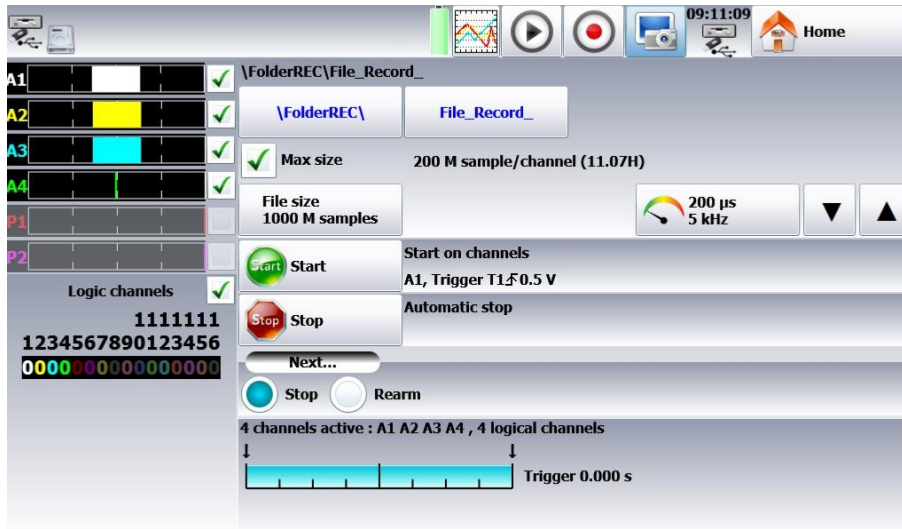 09:11:09
Home
A1
A2
A3
A4
P1
P2
Logic channels
1111111
1234567890123456
0000000000000000
\FolderREC\File_Record_
\FolderREC\
File_Record_
Max size
200 M sample/channel (11.07H)
File size
1000 M samples
200 µs
5 kHz
Start
Start
Start on channels
A1, Trigger T1 0.5 V
Stop
Stop
Automatic stop
Next...
Stop
Rearm
4 channels active : A1 A2 A3 A4 , 4 logical channels
Trigger 0.000 s